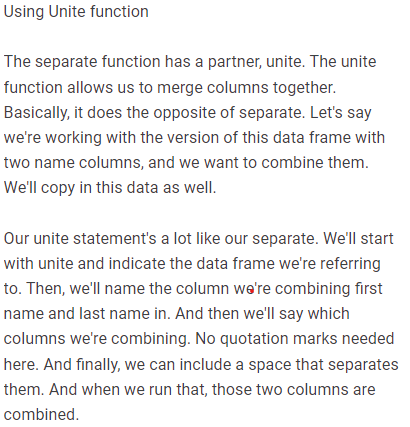 Using Unite function
The separate function has a partner, unite. The unite
function allows us to merge columns together.
Basically, it does the opposite of separate. Let's say
we're working with the version of this data frame with
two name columns, and we want to combine them.
We'll copy in this data as well.
Our unite statement's a lot like our separate. We'll start
with unite and indicate the data frame we're referring
to. Then, we'll name the column we're combining first
name and last name in. And then we'll say which
columns we're combining. No quotation marks needed
here. And finally, we can include a space that separates
them. And when we run that, those two columns are
combined.